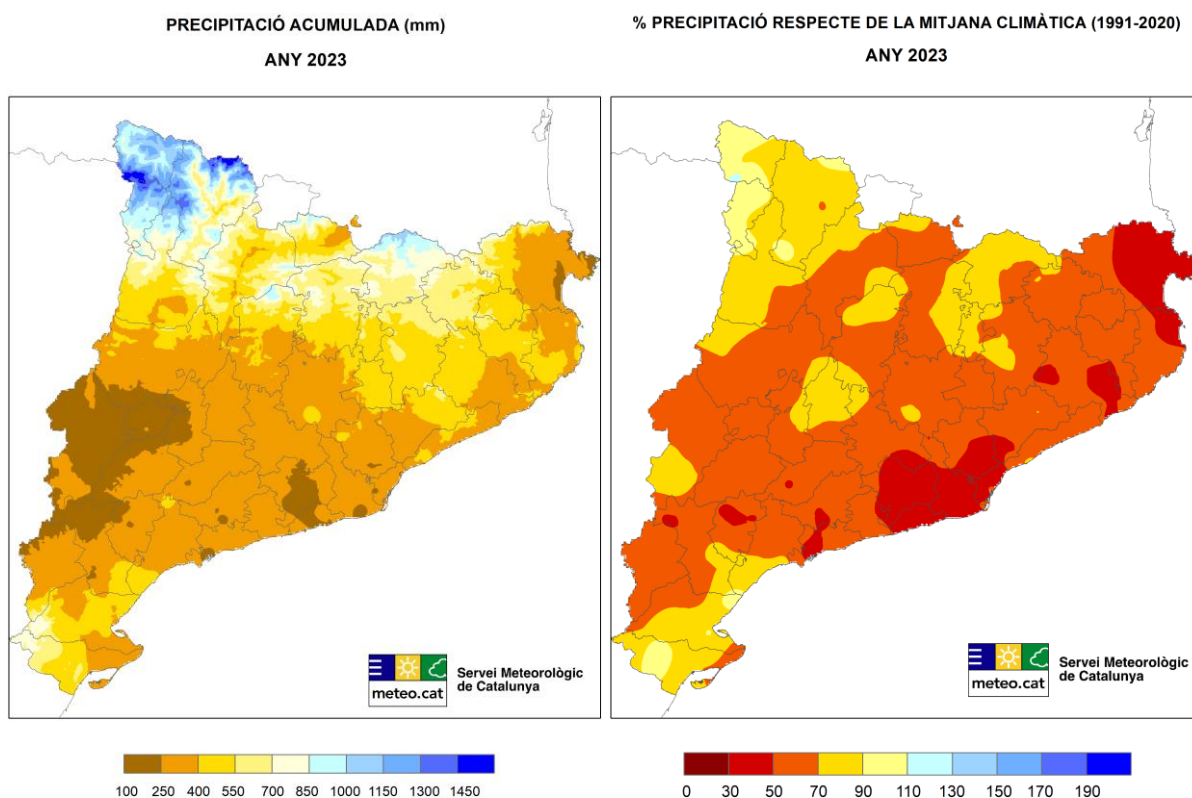 PRECIPITACIÓ ACUMULADA (mm)
ANY 2023
% PRECIPITACIÓ RESPECTE DE LA MITJANA CLIMÀTICA (1991-2020)
ANY 2023
meteo.cat
Servei Meteorològic
de Catalunya
meteo.cat
Servei Meteorològic
de Catalunya
100 250 400 550 700 850 1000 1150 1300 1450
0 30 50 70 90 110 130 150 170 190